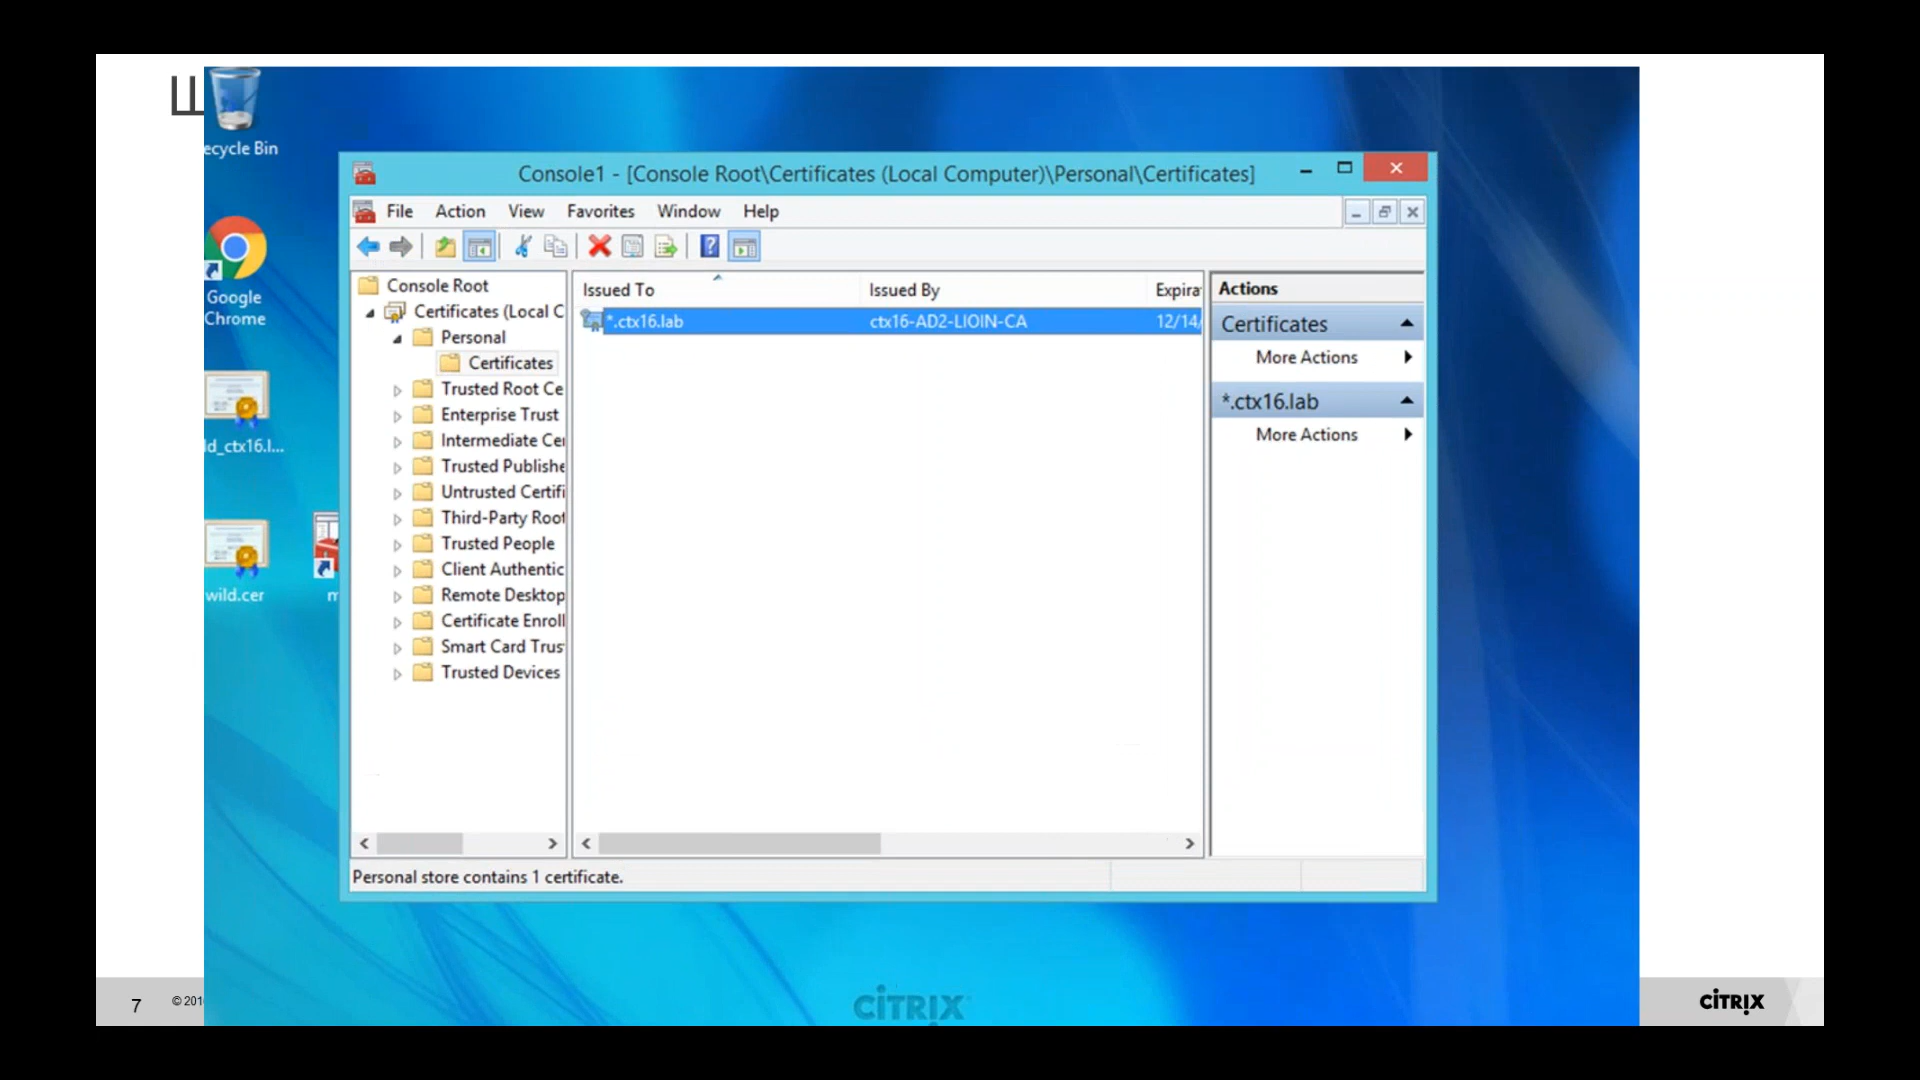 Ш
ecycle Bin
Google
Chrome
ld_ctx16.l...
wild.cer
m
Console1 - [Console Root\Certificates (Local Computer)\Personal\Certificates]
File Action View Favorites Window Help
Console Root
Certificates (Local C
Personal
Certificates
Trusted Root Ce
Enterprise Trust
Intermediate Cer
Trusted Publishe
Untrusted Certifi
Third-Party Root
Trusted People
Client Authentic
Remote Desktop
Certificate Enroll
Smart Card Trus
Trusted Devices
Issued To Issued By Expira
*.ctx16.lab ctx16-AD2-LIOIN-CA 12/14/
Actions
Certificates
More Actions
*.ctx16.lab
More Actions
Personal store contains 1 certificate.
CITRIX
7 © 201
CITRIX